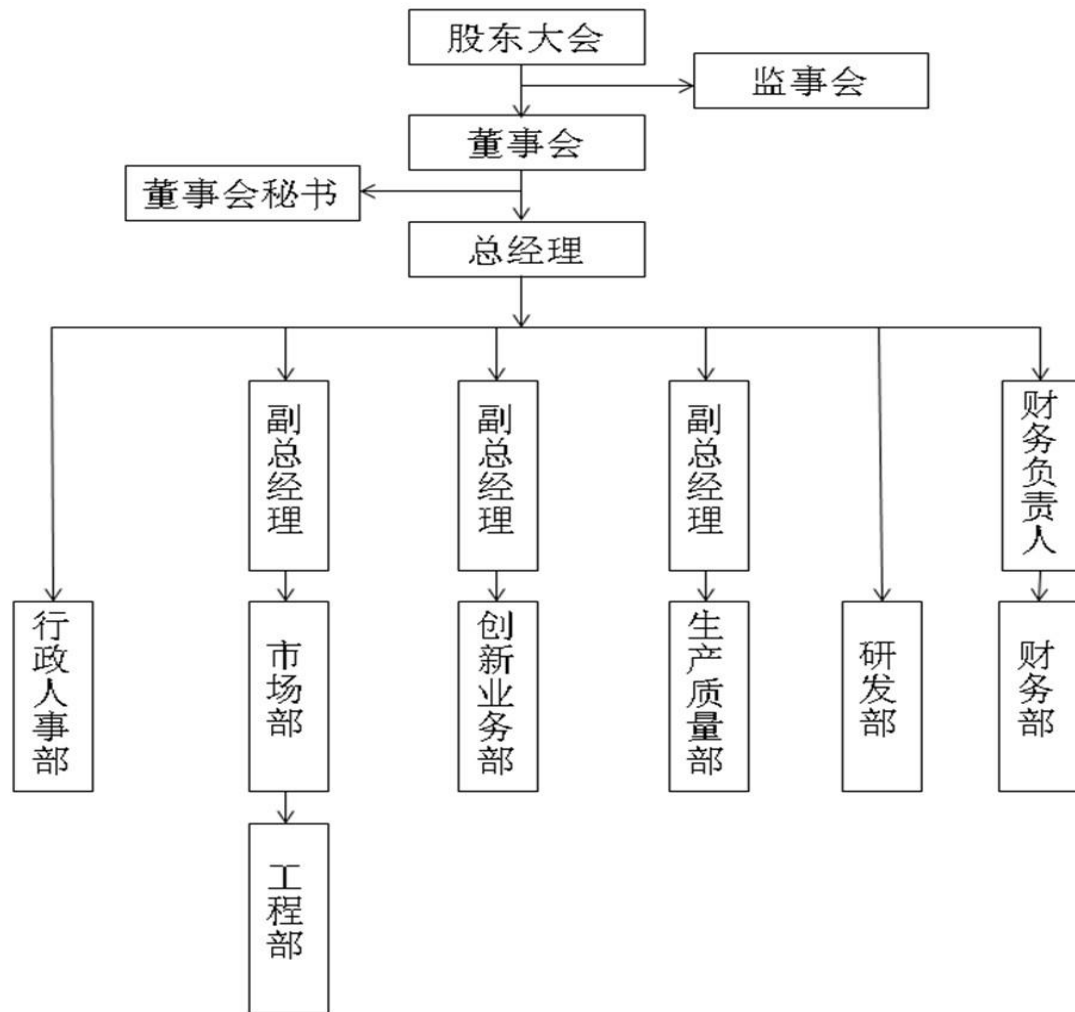 股东大会
监事会
董事会
董事会秘书
总经理
副总经理
副总经理
副总经理
财务负责人
行政人事部
市场部
创新业务部
生产质量部
研发部
财务部
工程部